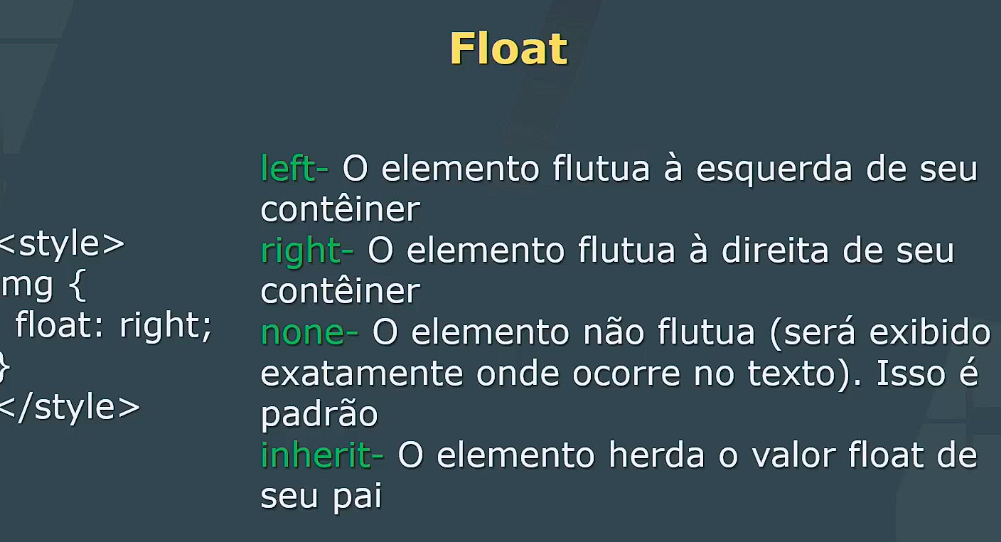 Float
<style>
mg {
float: right;
}
</style>
left- O elemento flutua à esquerda de seu
contêiner
right- O elemento flutua à direita de seu
contêiner
none- O elemento não flutua (será exibido
exatamente onde ocorre no texto). Isso é
padrão
inherit- O elemento herda o valor float de
seu pai